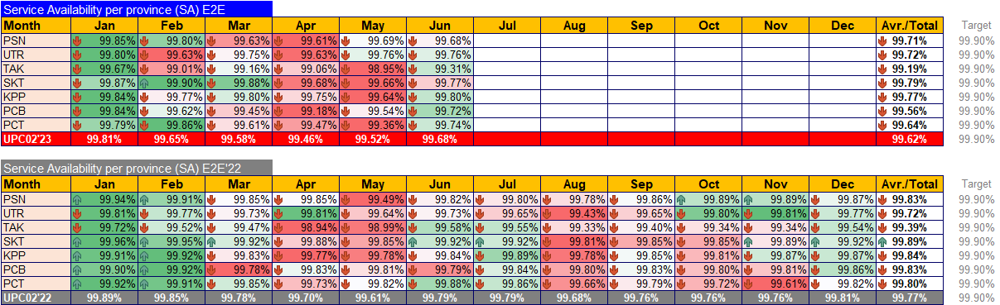 Service Availability per province (SA) E2E
Month Jan Feb Mar Apr May Jun Jul Aug Sep Oct Nov Dec Avr./Total Target
PSN 99.85% 99.80% 99.63% 99.61% 99.69% 99.68% 99.71% 99.90%
UTR 99.80% 99.63% 99.75% 99.63% 99.76% 99.76% 99.72% 99.90%
TAK 99.67% 99.01% 99.16% 99.06% 98.95% 99.31% 99.19% 99.90%
SKT 99.87% 99.90% 99.88% 99.68% 99.66% 99.77% 99.79% 99.90%
KPP 99.84% 99.77% 99.80% 99.75% 99.64% 99.80% 99.77% 99.90%
PCB 99.84% 99.62% 99.45% 99.18% 99.54% 99.72% 99.56% 99.90%
PCT 99.79% 99.86% 99.61% 99.47% 99.36% 99.74% 99.64% 99.90%
UPC02'23 99.81% 99.65% 99.58% 99.46% 99.52% 99.68% 99.62% 99.90%
Service Availability per province (SA) E2E'22
Month Jan Feb Mar Apr May Jun Jul Aug Sep Oct Nov Dec Avr./Total Target
PSN 99.94% 99.91% 99.85% 99.85% 99.49% 99.82% 99.80% 99.78% 99.86% 99.89% 99.89% 99.87% 99.83% 99.90%
UTR 99.81% 99.77% 99.73% 99.81% 99.64% 99.73% 99.65% 99.43% 99.65% 99.80% 99.81% 99.77% 99.72% 99.90%
TAK 99.72% 99.52% 99.47% 98.94% 98.99% 99.58% 99.55% 99.33% 99.40% 99.34% 99.34% 99.54% 99.39% 99.90%
SKT 99.96% 99.95% 99.92% 99.88% 99.85% 99.92% 99.92% 99.81% 99.85% 99.85% 99.89% 99.92% 99.89% 99.90%
KPP 99.91% 99.92% 99.83% 99.77% 99.78% 99.84% 99.89% 99.78% 99.85% 99.81% 99.87% 99.87% 99.84% 99.90%
PCB 99.90% 99.92% 99.78% 99.83% 99.81% 99.79% 99.84% 99.80% 99.83% 99.80% 99.81% 99.86% 99.83% 99.90%
PCT 99.92% 99.91% 99.85% 99.73% 99.82% 99.88% 99.86% 99.66% 99.79% 99.72% 99.61% 99.82% 99.80% 99.90%
UPC02'22 99.89% 99.85% 99.78% 99.70% 99.61% 99.79% 99.79% 99.68% 99.76% 99.76% 99.76% 99.81% 99.77% 99.90%